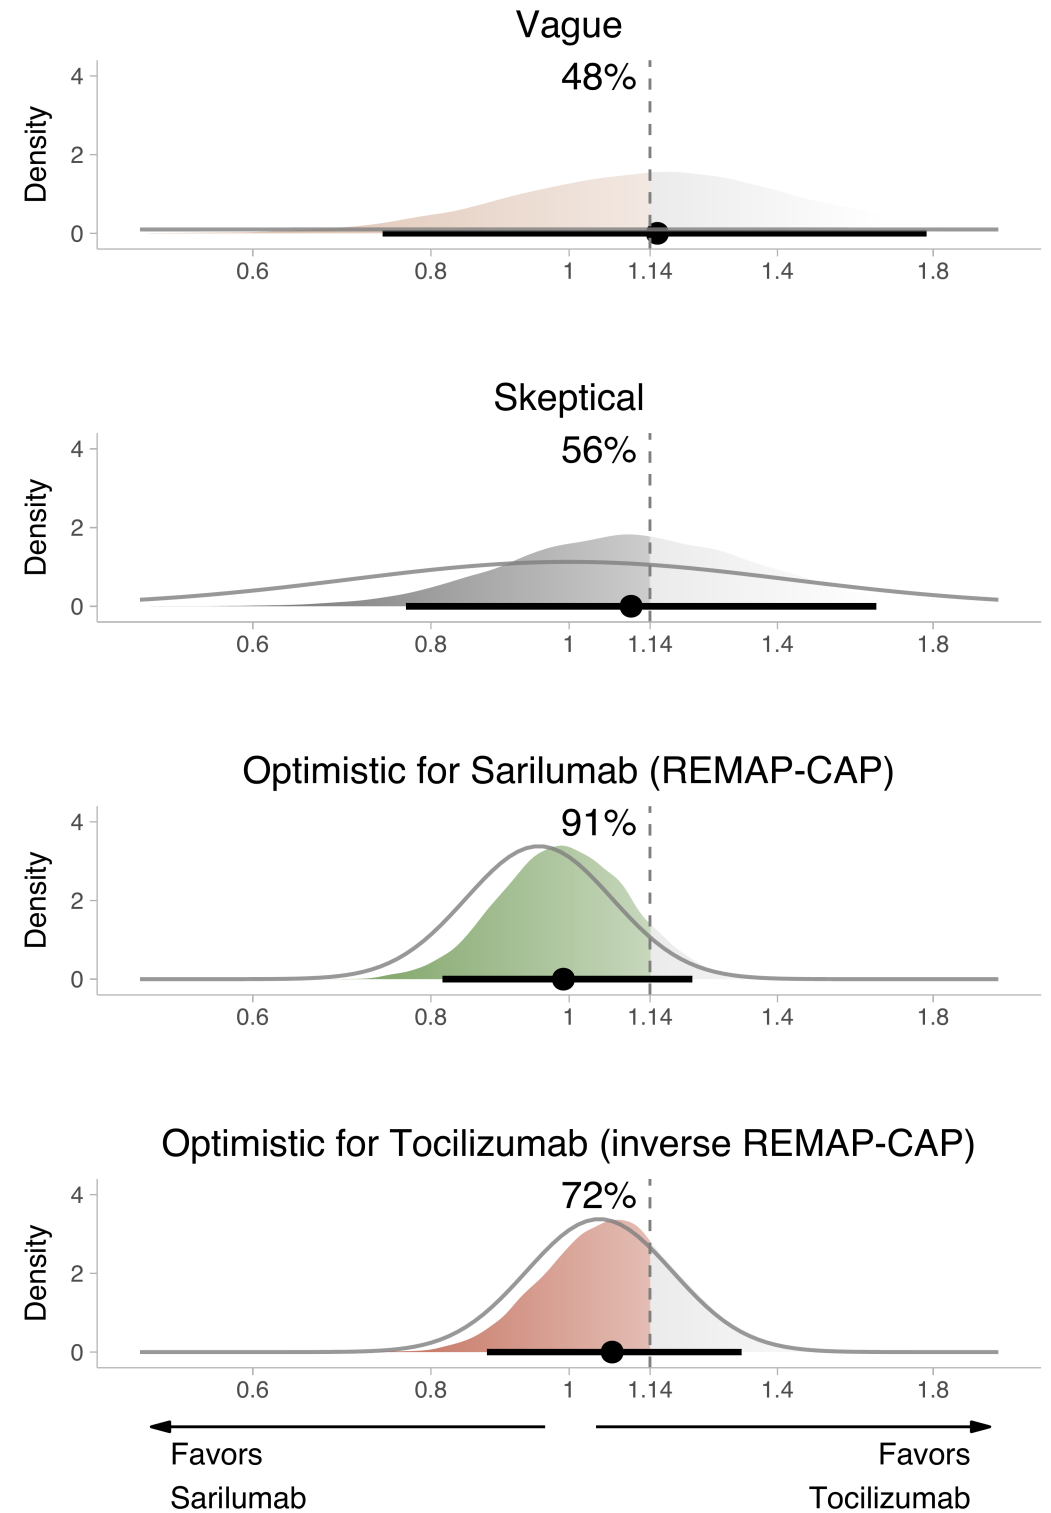 Vague
48%
4
2
0
Density
0.6 0.8 1 1.14 1.4 1.8
Skeptical
56%
4
2
0
Density
0.6 0.8 1 1.14 1.4 1.8
Optimistic for Sarilumab (REMAP-CAP)
91%
4
2
0
Density
0.6 0.8 1 1.14 1.4 1.8
Optimistic for Tocilizumab (inverse REMAP-CAP)
72%
4
2
0
Density
0.6 0.8 1 1.14 1.4 1.8
Favors
Sarilumab
Favors
Tocilizumab